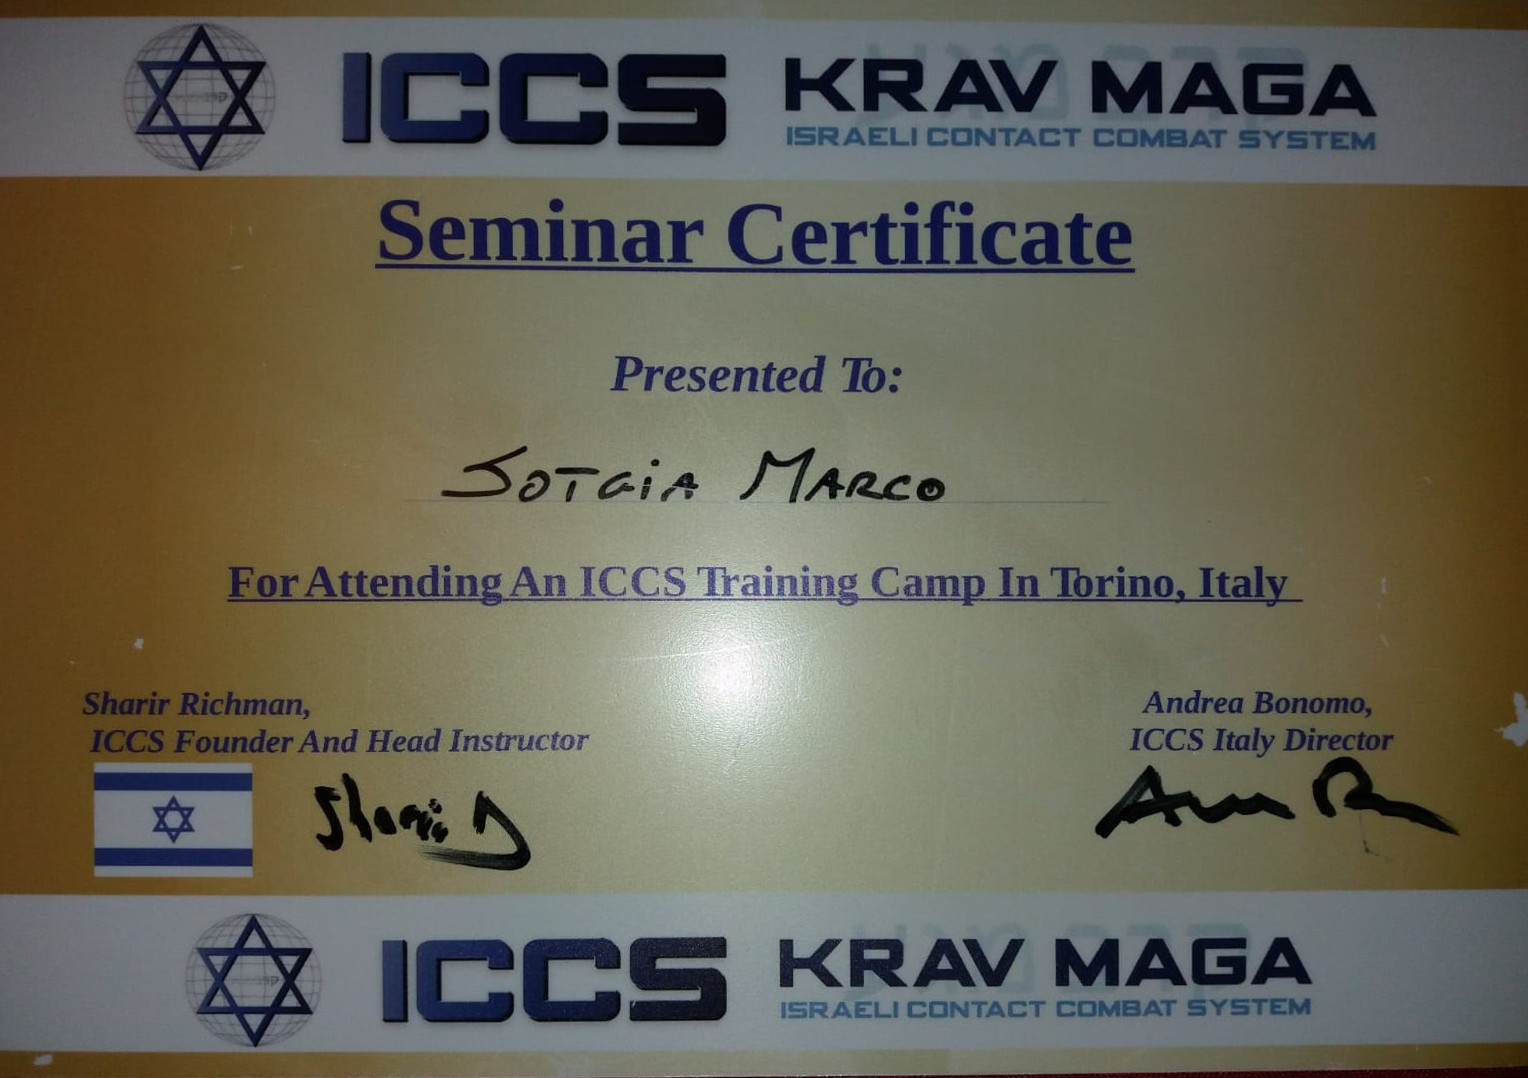 ICCS KRAV MAGA
ISRAELI CONTACT COMBAT SYSTEM
Seminar Certificate
Presented To:
SOTGIA MARCO
For Attending An ICCS Training Camp In Torino, Italy
Sharir Richman,
ICCS Founder And Head Instructor
Andrea Bonomo,
ICCS Italy Director
ICCS KRAV MAGA
ISRAELI CONTACT COMBAT SYSTEM